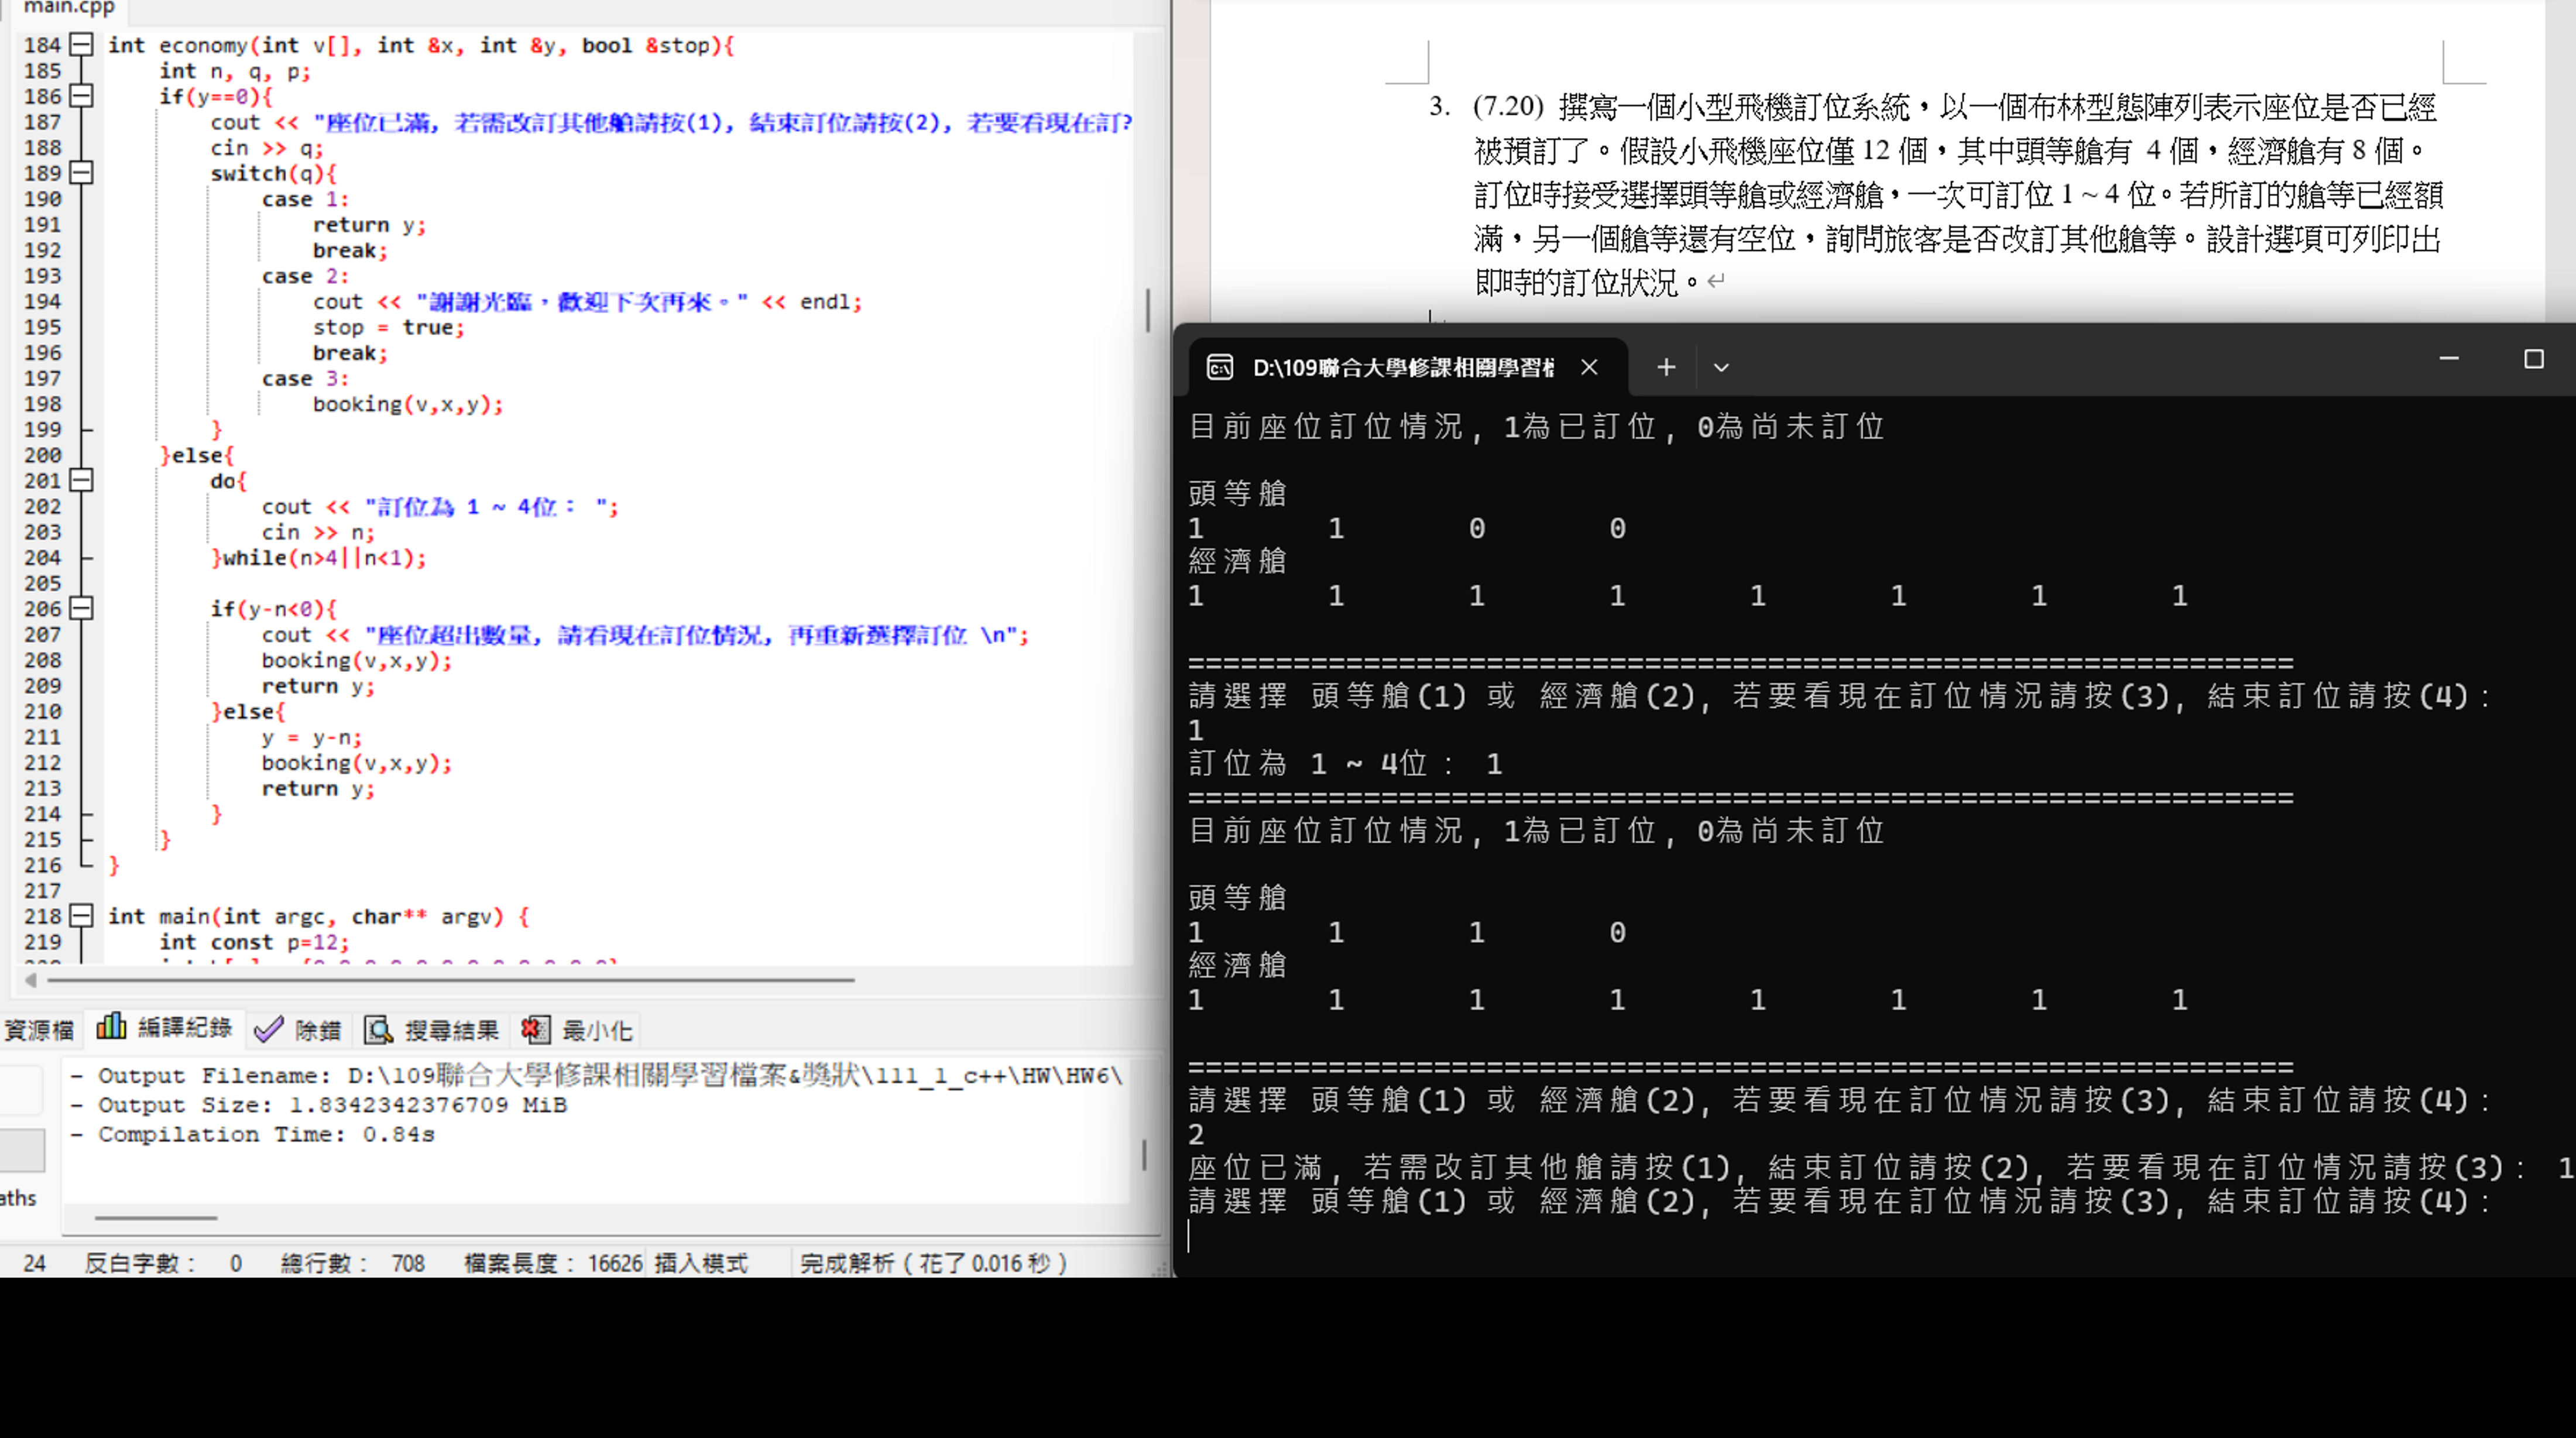 main.cpp
184 int economy(int v[], int &x, int &y, bool &stop){
185 int n, q, p;
186 if(y==0){
187 cout << "座位已滿, 若需改訂其他艙請按(1), 結束訂位請按(2), 若要看現在訂?
188 cin >> q;
189 switch(q){
190 case 1:
191 return y;
192 break;
193 case 2:
194 cout << "謝謝光臨，歡迎下次再來。" << endl;
195 stop = true;
196 break;
197 case 3:
198 booking(v,x,y);
199 }
200 }else{
201 do{
202 cout << "訂位為 1 ~ 4位： ";
203 cin >> n;
204 }while(n>4||n<1);
205
206 if(y-n<0){
207 cout << "座位超出數量, 請看現在訂位情況, 再重新選擇訂位 \n";
208 booking(v,x,y);
209 return y;
210 }else{
211 y = y-n;
212 booking(v,x,y);
213 return y;
214 }
215 }
216 }
217
218 int main(int argc, char** argv) {
219 int const p=12;
資源檔 編譯紀錄 除錯 搜尋結果 最小化
- Output Filename: D:\109聯合大學修課相關學習檔案&獎狀\111_1_c++\HW\HW6\
- Output Size: 1.8342342376709 MiB
- Compilation Time: 0.84s
aths
24 反白字數： 0 總行數： 708 檔案長度： 16626 插入模式 完成解析 ( 花了 0.016 秒 )
3. (7.20) 撰寫一個小型飛機訂位系統，以一個布林型態陣列表示座位是否已經
被預訂了。假設小飛機座位僅 12 個，其中頭等艙有 4 個，經濟艙有 8 個。
訂位時接受選擇頭等艙或經濟艙，一次可訂位 1 ~ 4 位。若所訂的艙等已經額
滿，另一個艙等還有空位，詢問旅客是否改訂其他艙等。設計選項可列印出
即時的訂位狀況。
D:\109聯合大學修課相關學習
目前座位訂位情況, 1為已訂位, 0為尚未訂位
頭等艙
1 1 0 0
經濟艙
1 1 1 1 1 1 1 1
===============================================================
請選擇 頭等艙(1) 或 經濟艙(2), 若要看現在訂位情況請按(3), 結束訂位請按(4)：
1
訂位為 1 ~ 4位： 1
===============================================================
目前座位訂位情況, 1為已訂位, 0為尚未訂位
頭等艙
1 1 1 0
經濟艙
1 1 1 1 1 1 1 1
===============================================================
請選擇 頭等艙(1) 或 經濟艙(2), 若要看現在訂位情況請按(3), 結束訂位請按(4)：
2
座位已滿, 若需改訂其他艙請按(1), 結束訂位請按(2), 若要看現在訂位情況請按(3)： 1
請選擇 頭等艙(1) 或 經濟艙(2), 若要看現在訂位情況請按(3), 結束訂位請按(4)：